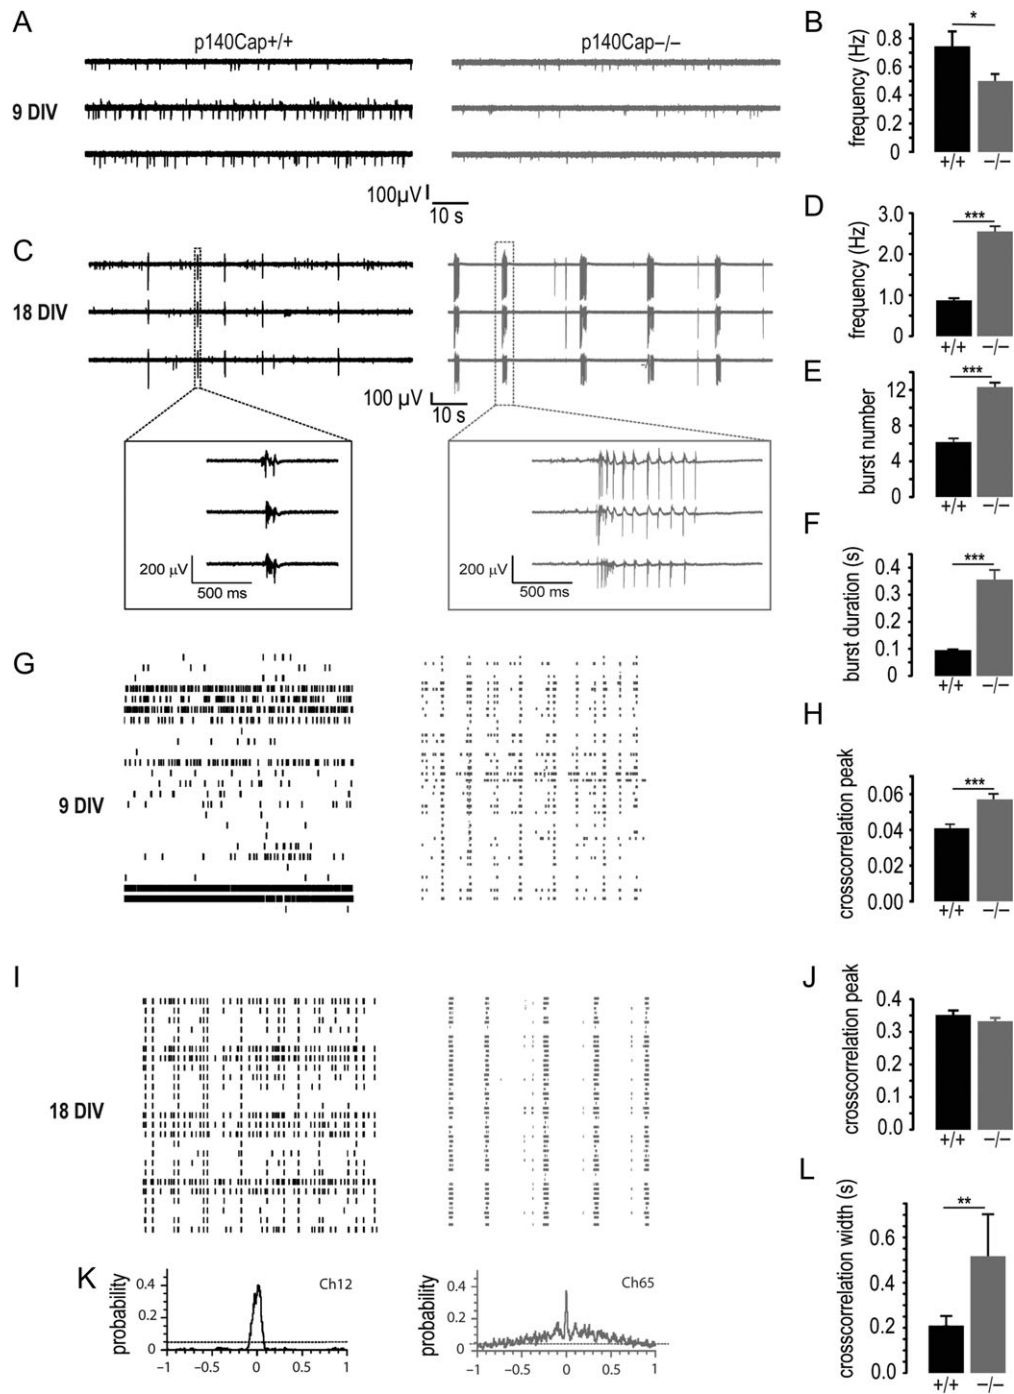 A
p140Cap+/+
p140Cap–/–
9 DIV
100µV
10 s
B
frequency (Hz)
0.8
0.6
0.4
0.2
0
*
+/+
–/–
C
18 DIV
100 µV
10 s
200 µV
500 ms
200 µV
500 ms
D
frequency (Hz)
3.0
2.0
1.0
0
***
+/+
–/–
E
burst number
12
8
4
0
***
+/+
–/–
F
burst duration (s)
0.4
0.3
0.2
0.1
0
***
+/+
–/–
G
9 DIV
H
crosscorrelation peak
0.06
0.04
0.02
0.00
***
+/+
–/–
I
18 DIV
J
crosscorrelation peak
0.4
0.3
0.2
0.1
0
+/+
–/–
K
probability
0.4
0.2
0
Ch12
–1
–0.5
0
0.5
1
probability
0.4
0.2
0
Ch65
–1
–0.5
0
0.5
1
L
crosscorrelation width (s)
0.6
0.4
0.2
0.0
**
+/+
–/–